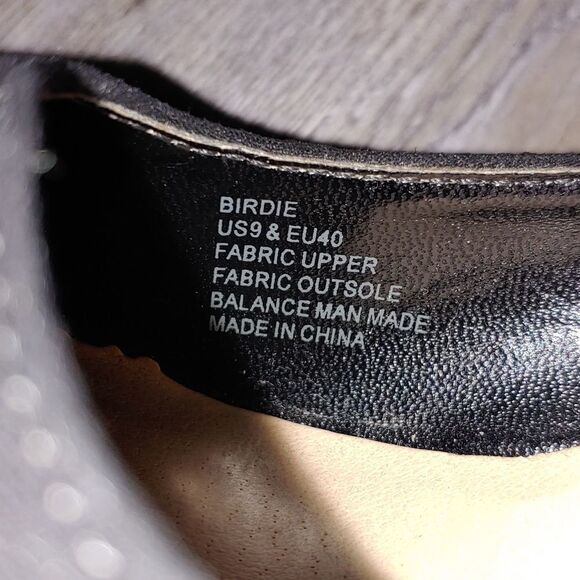 BIRDIE
US9 & EU40
FABRIC UPPER
FABRIC OUTSOLE
BALANCE MAN MADE
MADE IN CHINA